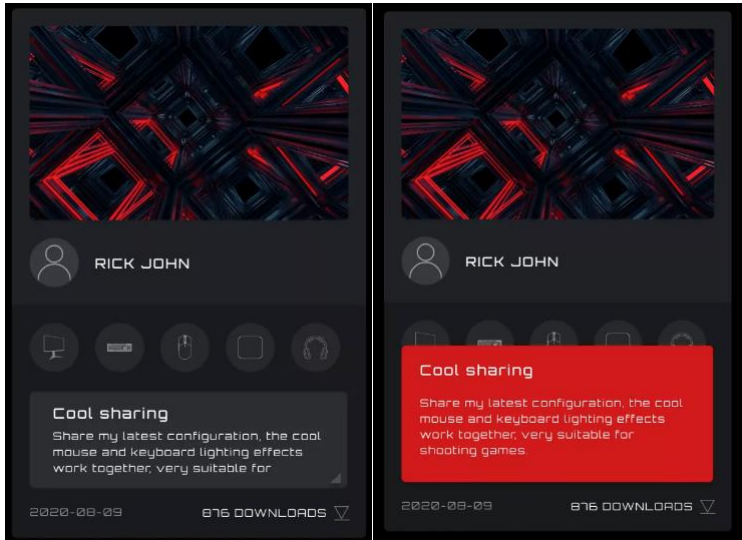 RICK JOHN
Cool sharing
Share my latest configuration, the cool
mouse and keyboard lighting effects
work together, very suitable for
2020-08-09
876 DOWNLOADS
RICK JOHN
Cool sharing
Share my latest configuration, the cool
mouse and keyboard lighting effects
work together, very suitable for
shooting games.
2020-08-09
876 DOWNLOADS